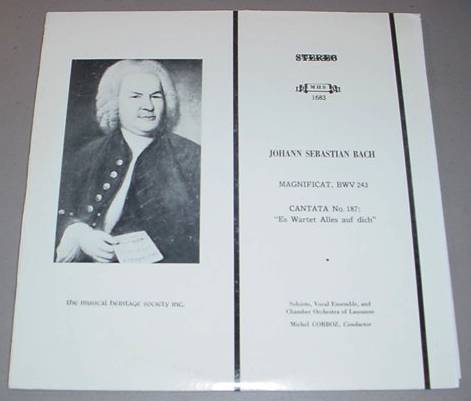 STEREO
M.H.S
1683
JOHANN SEBASTIAN BACH
MAGNIFICAT, BWV 243
CANTATA No. 187:
"Es Wartet Alles auf dich"
Soloists, Vocal Ensemble, and
Chamber Orchestra of Lausanne
Michel CORBOZ, Conductor
the musical heritage society inc.